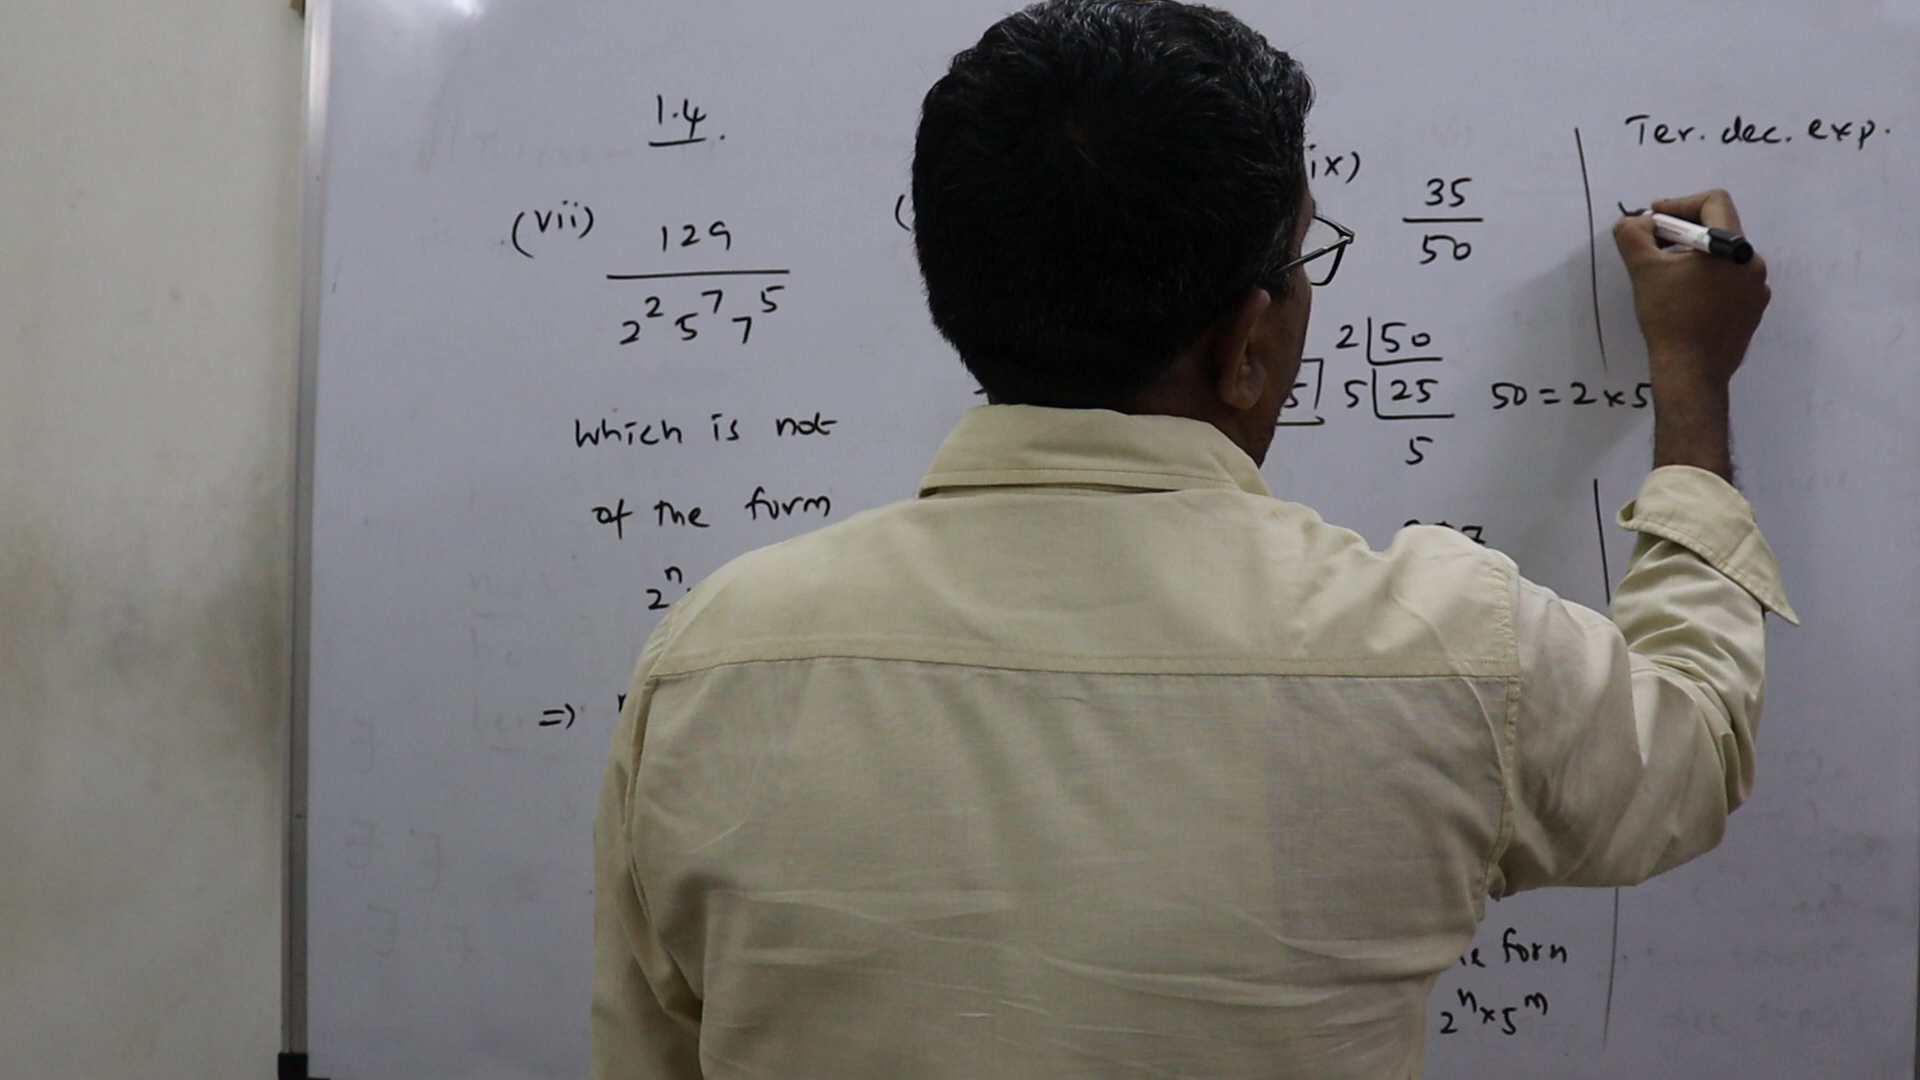 1.4.
(vii) 129
2² 5⁷ 7⁵
which is not
of the form
2ⁿ
=>
ix) 35
50
2 | 50
5 | 25 50 = 2 x 5
5
form
2ⁿ x 5ᵐ
Ter. dec. exp.